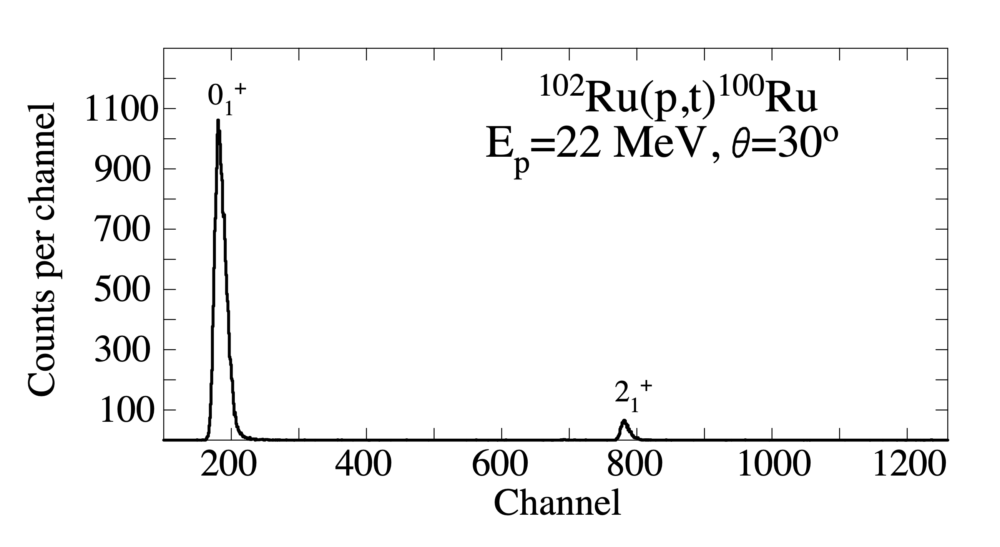 ¹⁰²Ru(p,t)¹⁰⁰Ru
Eₚ=22 MeV, θ=30º
0₁⁺
2₁⁺
Counts per channel
1100
900
700
500
300
100
200 400 600 800 1000 1200
Channel